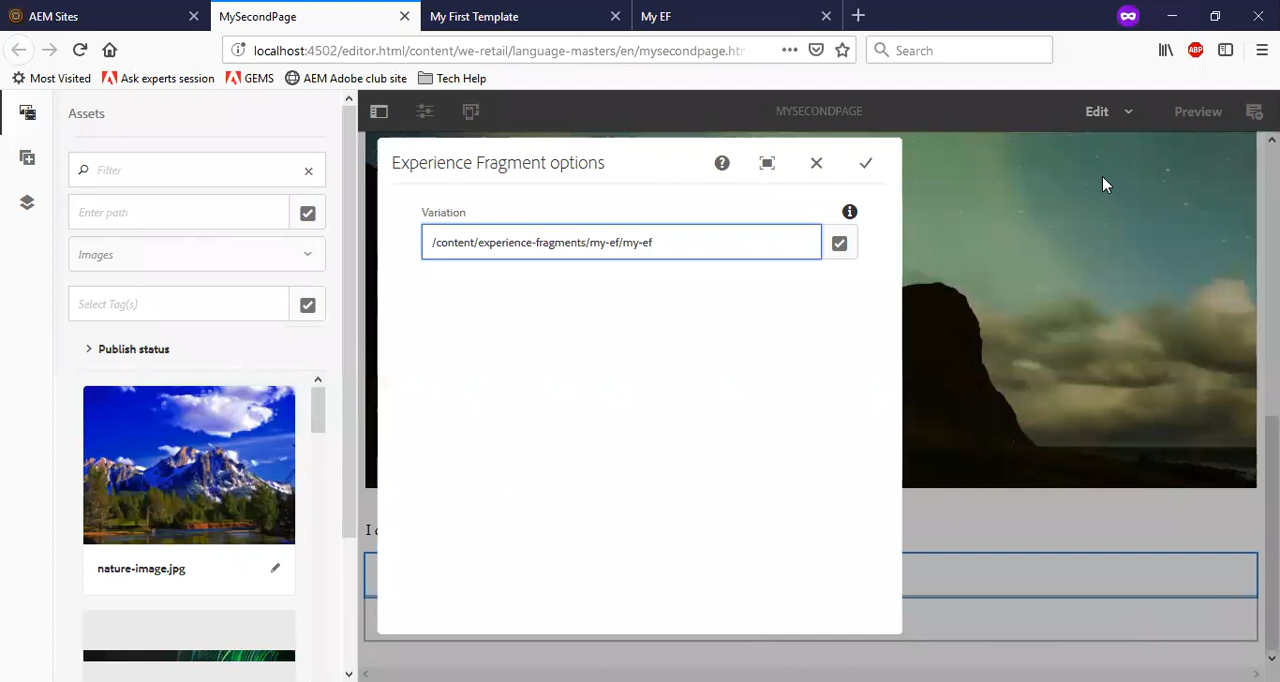 AEM Sites
MySecondPage
My First Template
My EF
localhost:4502/editor.html/content/we-retail/language-masters/en/mysecondpage.htm
Search
Most Visited
Ask experts session
GEMS
AEM Adobe club site
Tech Help
ABP
Assets
MYSECONDPAGE
Edit
Preview
Filter
Enter path
Images
Select Tag(s)
Publish status
nature-image.jpg
Experience Fragment options
Variation
/content/experience-fragments/my-ef/my-ef
I